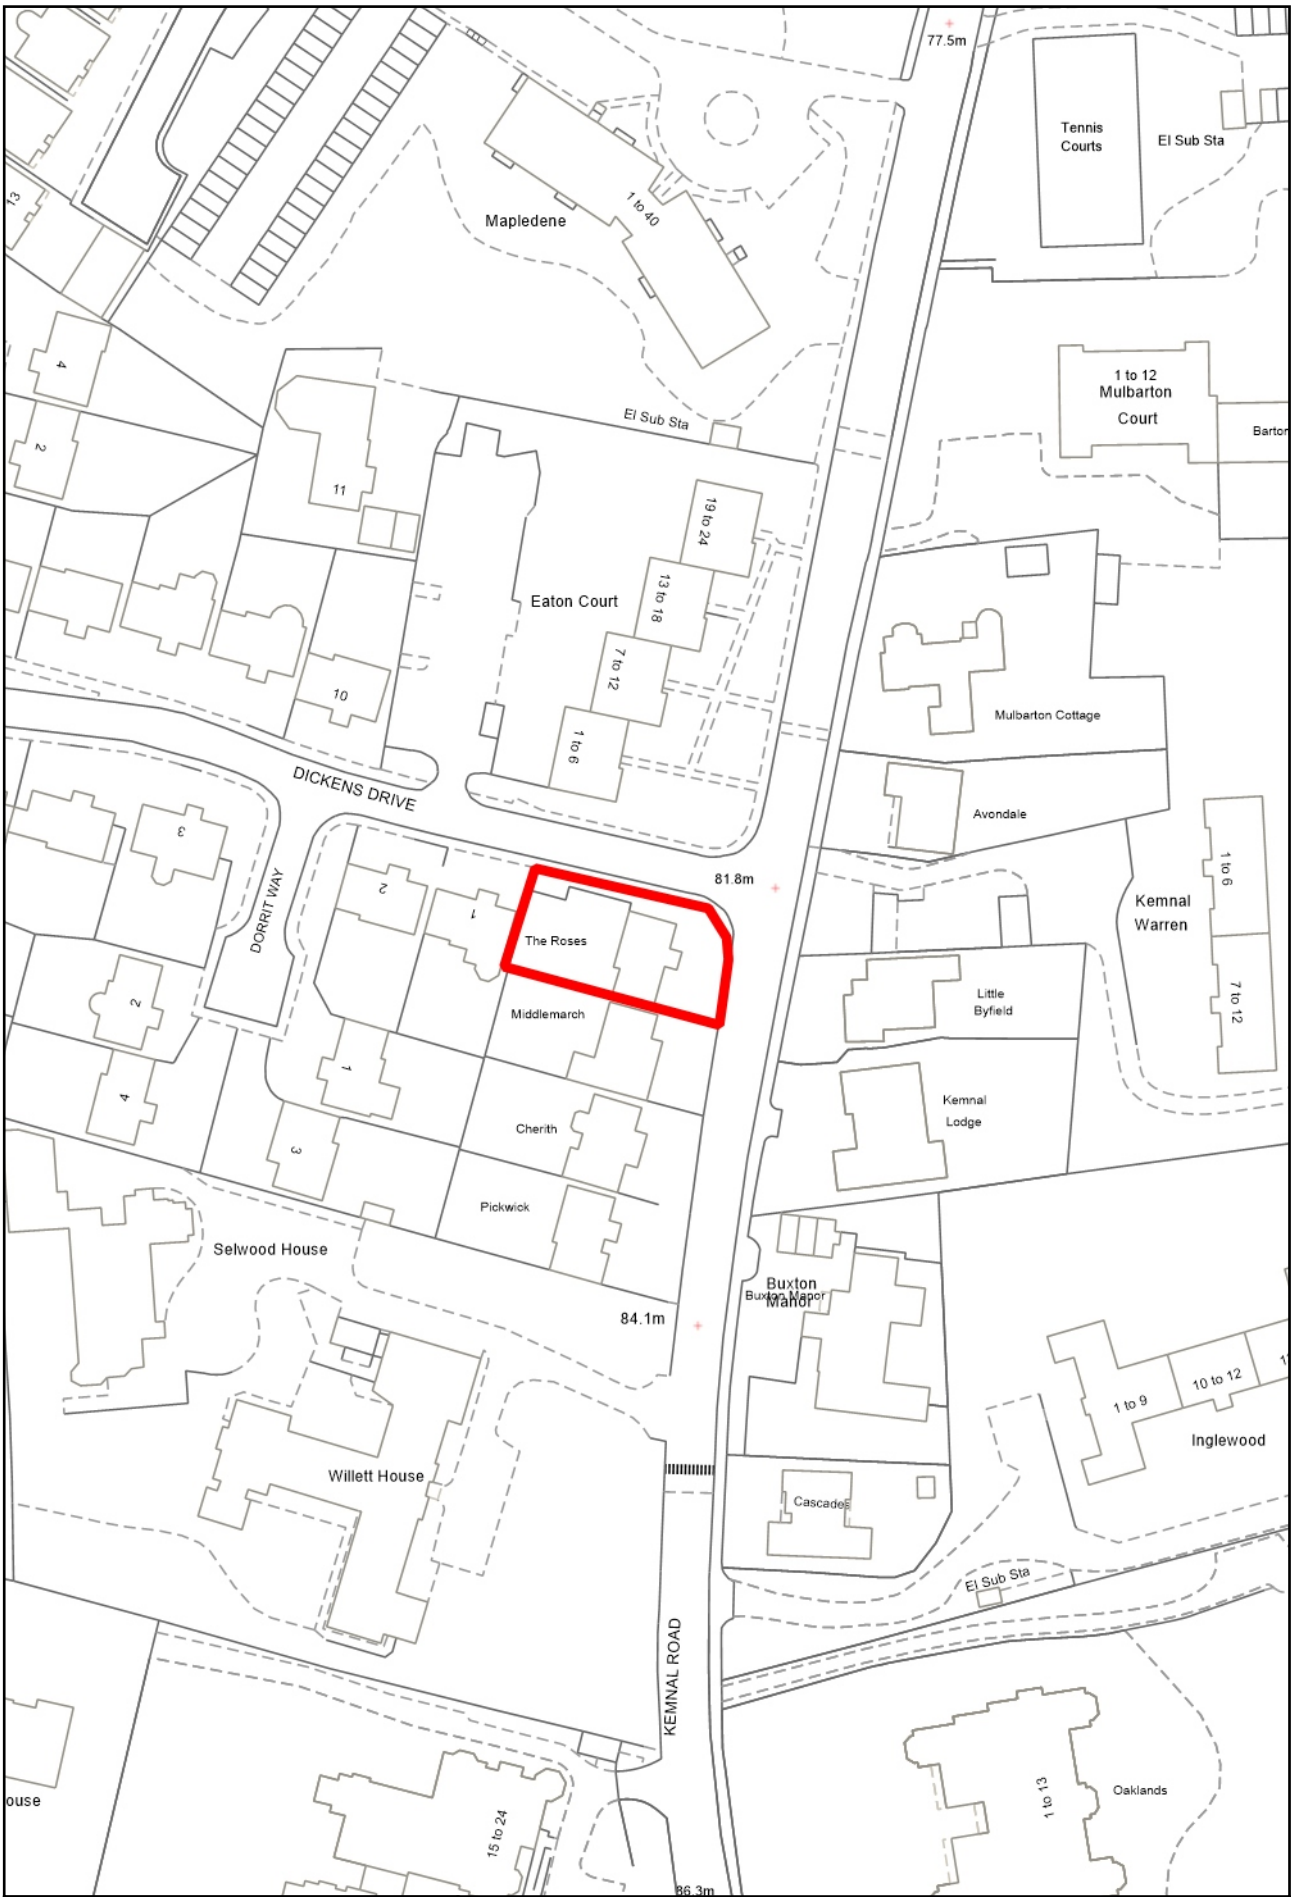 77.5m
Tennis
Courts
El Sub Sta
13
1 to 40
Mapledene
4
1 to 12
Mulbarton
Court
El Sub Sta
2
11
19 to 24
13 to 18
Eaton Court
7 to 12
10
1 to 6
Mulbarton Cottage
DICKENS DRIVE
Avondale
3
1 to 6
81.8m
2
DORRIT WAY
1
Kemnal
Warren
The Roses
7 to 12
Little
Byfield
2
Middlemarch
1
4
Kemnal
Lodge
Cherith
3
Pickwick
Selwood House
Buxton
Manor
Buxton Manor
84.1m
10 to 12
1 to 9
Inglewood
Willett House
Cascades
El Sub Sta
KEMNAL ROAD
ouse
15 to 24
1 to 13
Oaklands
86.3m